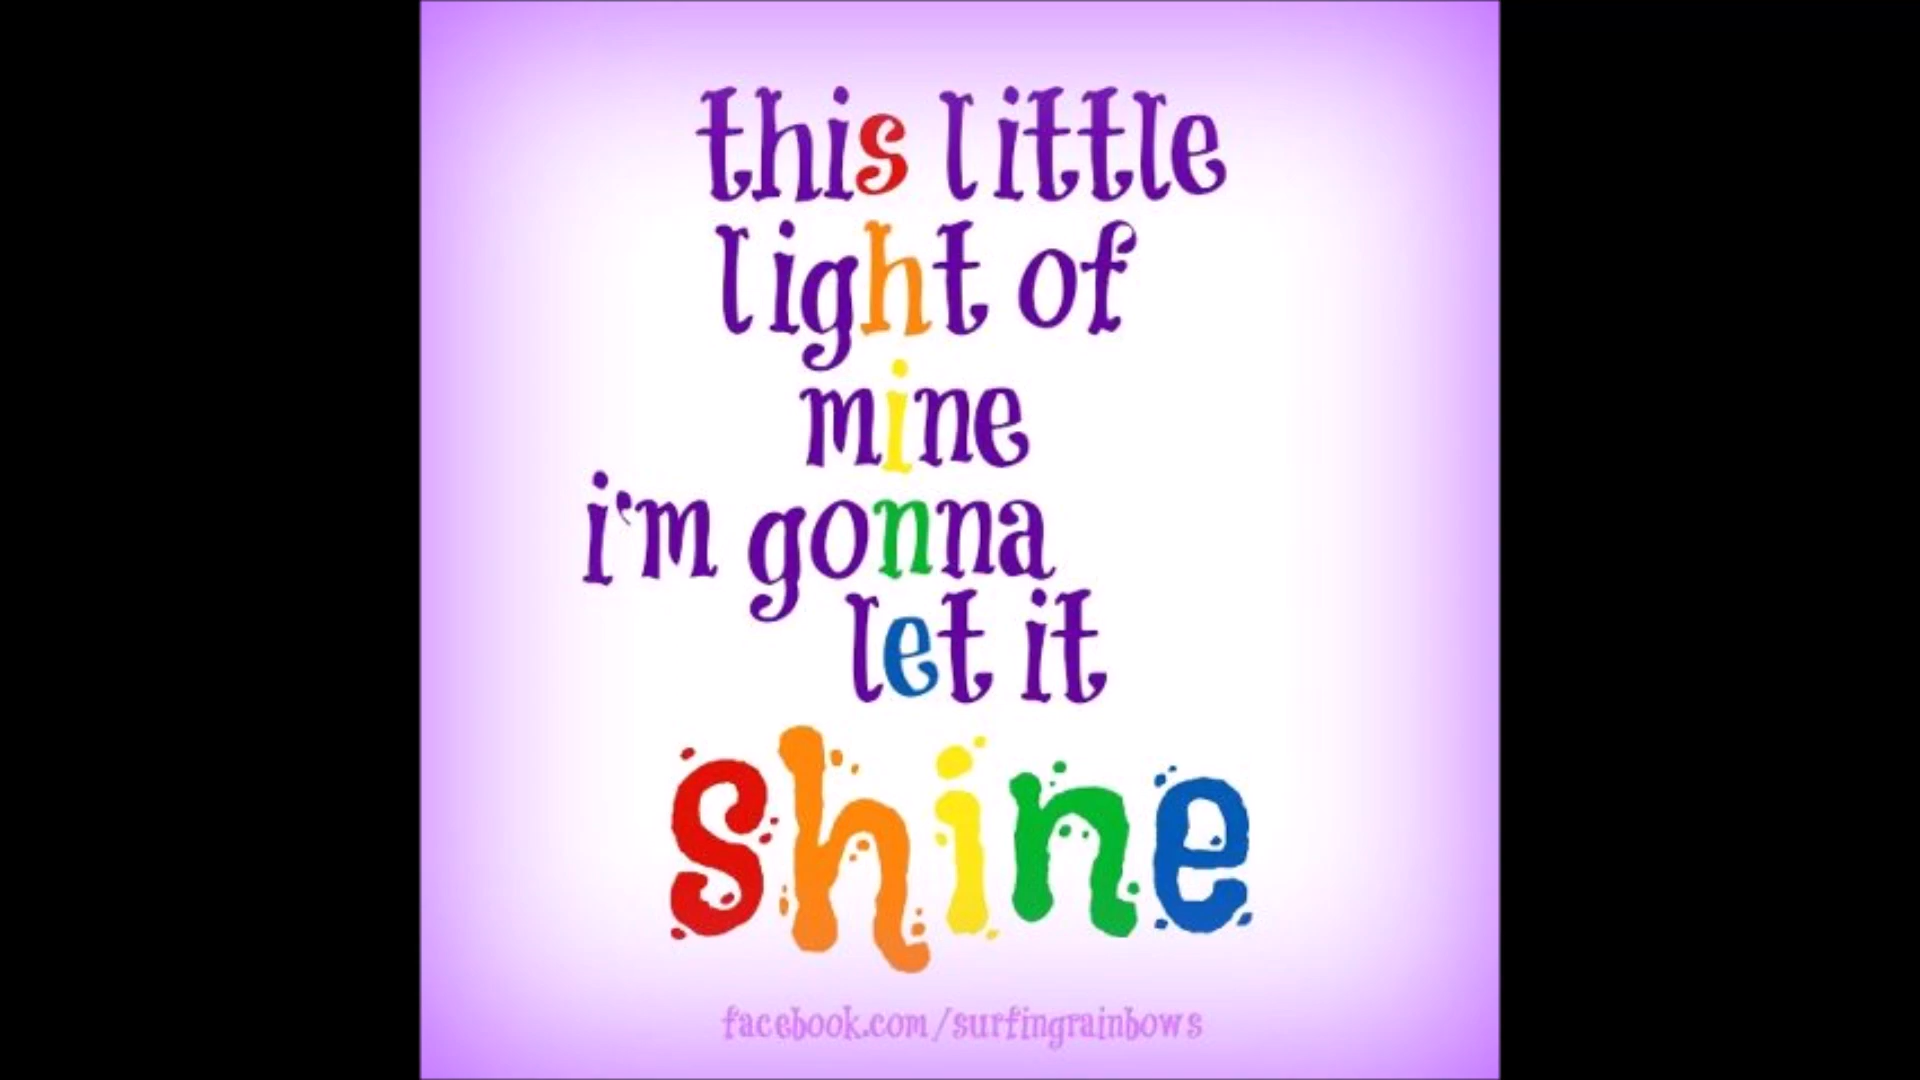 this little
light of
mine
i'm gonna
let it
shine
facebook.com/surfingrainbows